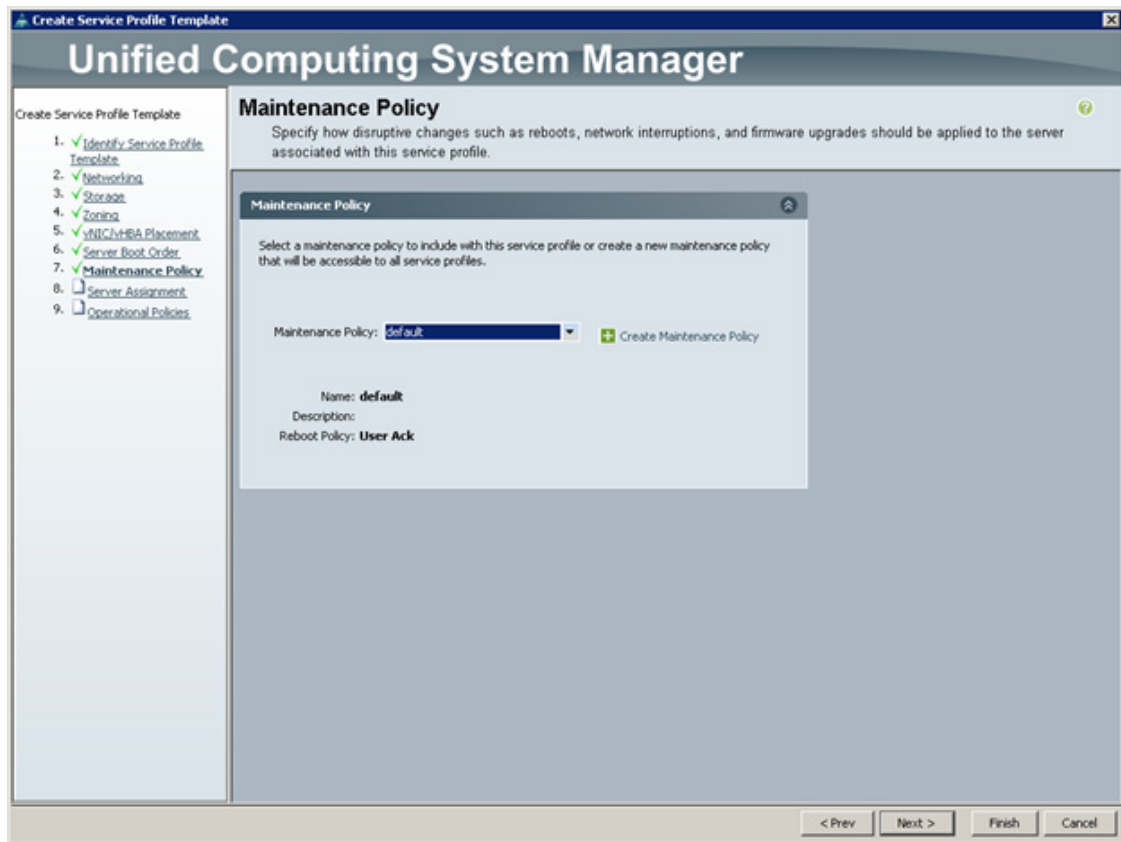 Create Service Profile Template
Unified Computing System Manager
Create Service Profile Template
1. Identify Service Profile
Template
2. Networking
3. Storage
4. Zoning
5. vNIC/vHBA Placement
6. Server Boot Order
7. Maintenance Policy
8. Server Assignment
9. Operational Policies
Maintenance Policy
Specify how disruptive changes such as reboots, network interruptions, and firmware upgrades should be applied to the server
associated with this service profile.
Maintenance Policy
Select a maintenance policy to include with this service profile or create a new maintenance policy
that will be accessible to all service profiles.
Maintenance Policy: default
Create Maintenance Policy
Name: default
Description:
Reboot Policy: User Ack
< Prev
Next >
Finish
Cancel